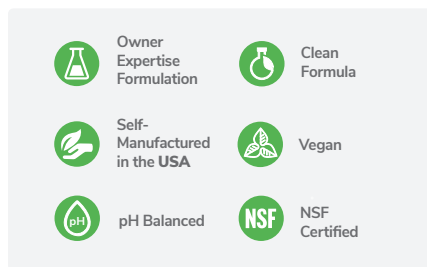 Owner
Expertise
Formulation
Clean
Formula
Self-
Manufactured
in the USA
Vegan
pH
pH Balanced
NSF
NSF
Certified